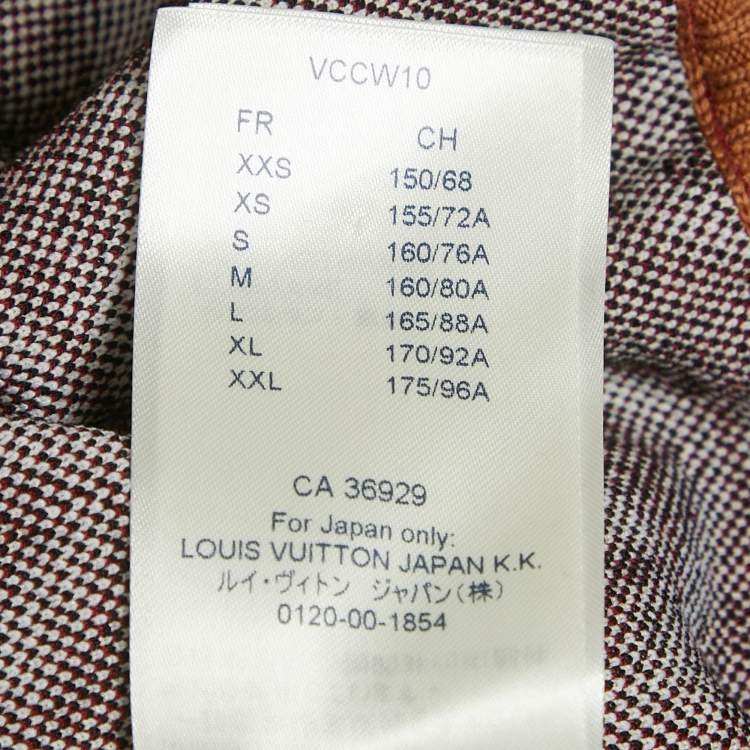 VCCW10
FR CH
XXS 150/68
XS 155/72A
S 160/76A
M 160/80A
L 165/88A
XL 170/92A
XXL 175/96A
CA 36929
For Japan only:
LOUIS VUITTON JAPAN K.K.
ルイ・ヴィトン ジャパン(株)
0120-00-1854